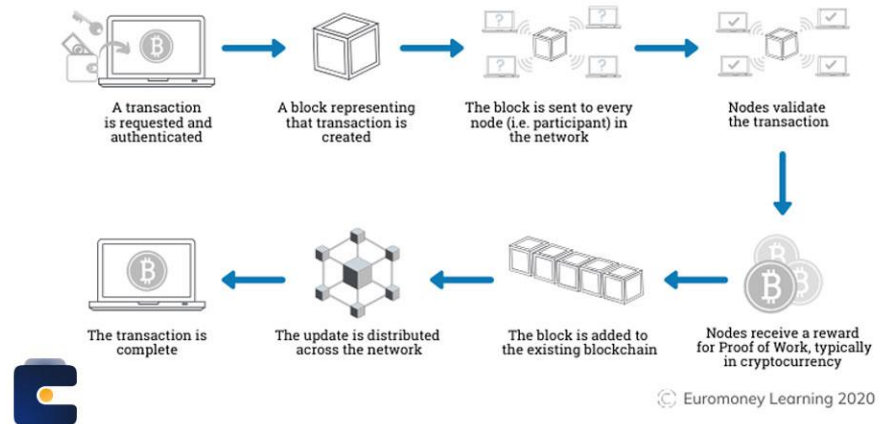 A transaction
is requested and
authenticated
A block representing
that transaction is
created
The block is sent to every
node (i.e. participant) in
the network
Nodes validate
the transaction
Nodes receive a reward
for Proof of Work, typically
in cryptocurrency
The block is added to
the existing blockchain
The update is distributed
across the network
The transaction is
complete
© Euromoney Learning 2020